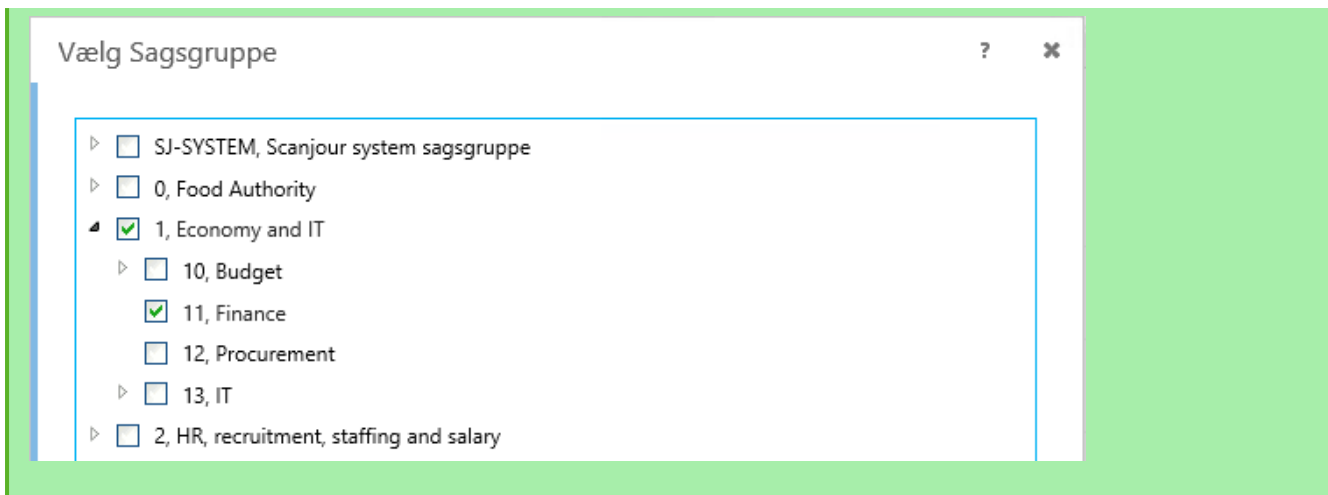 Vælg Sagsgruppe ?
SJ-SYSTEM, Scanjour system sagsgruppe
0, Food Authority
1, Economy and IT
10, Budget
11, Finance
12, Procurement
13, IT
2, HR, recruitment, staffing and salary